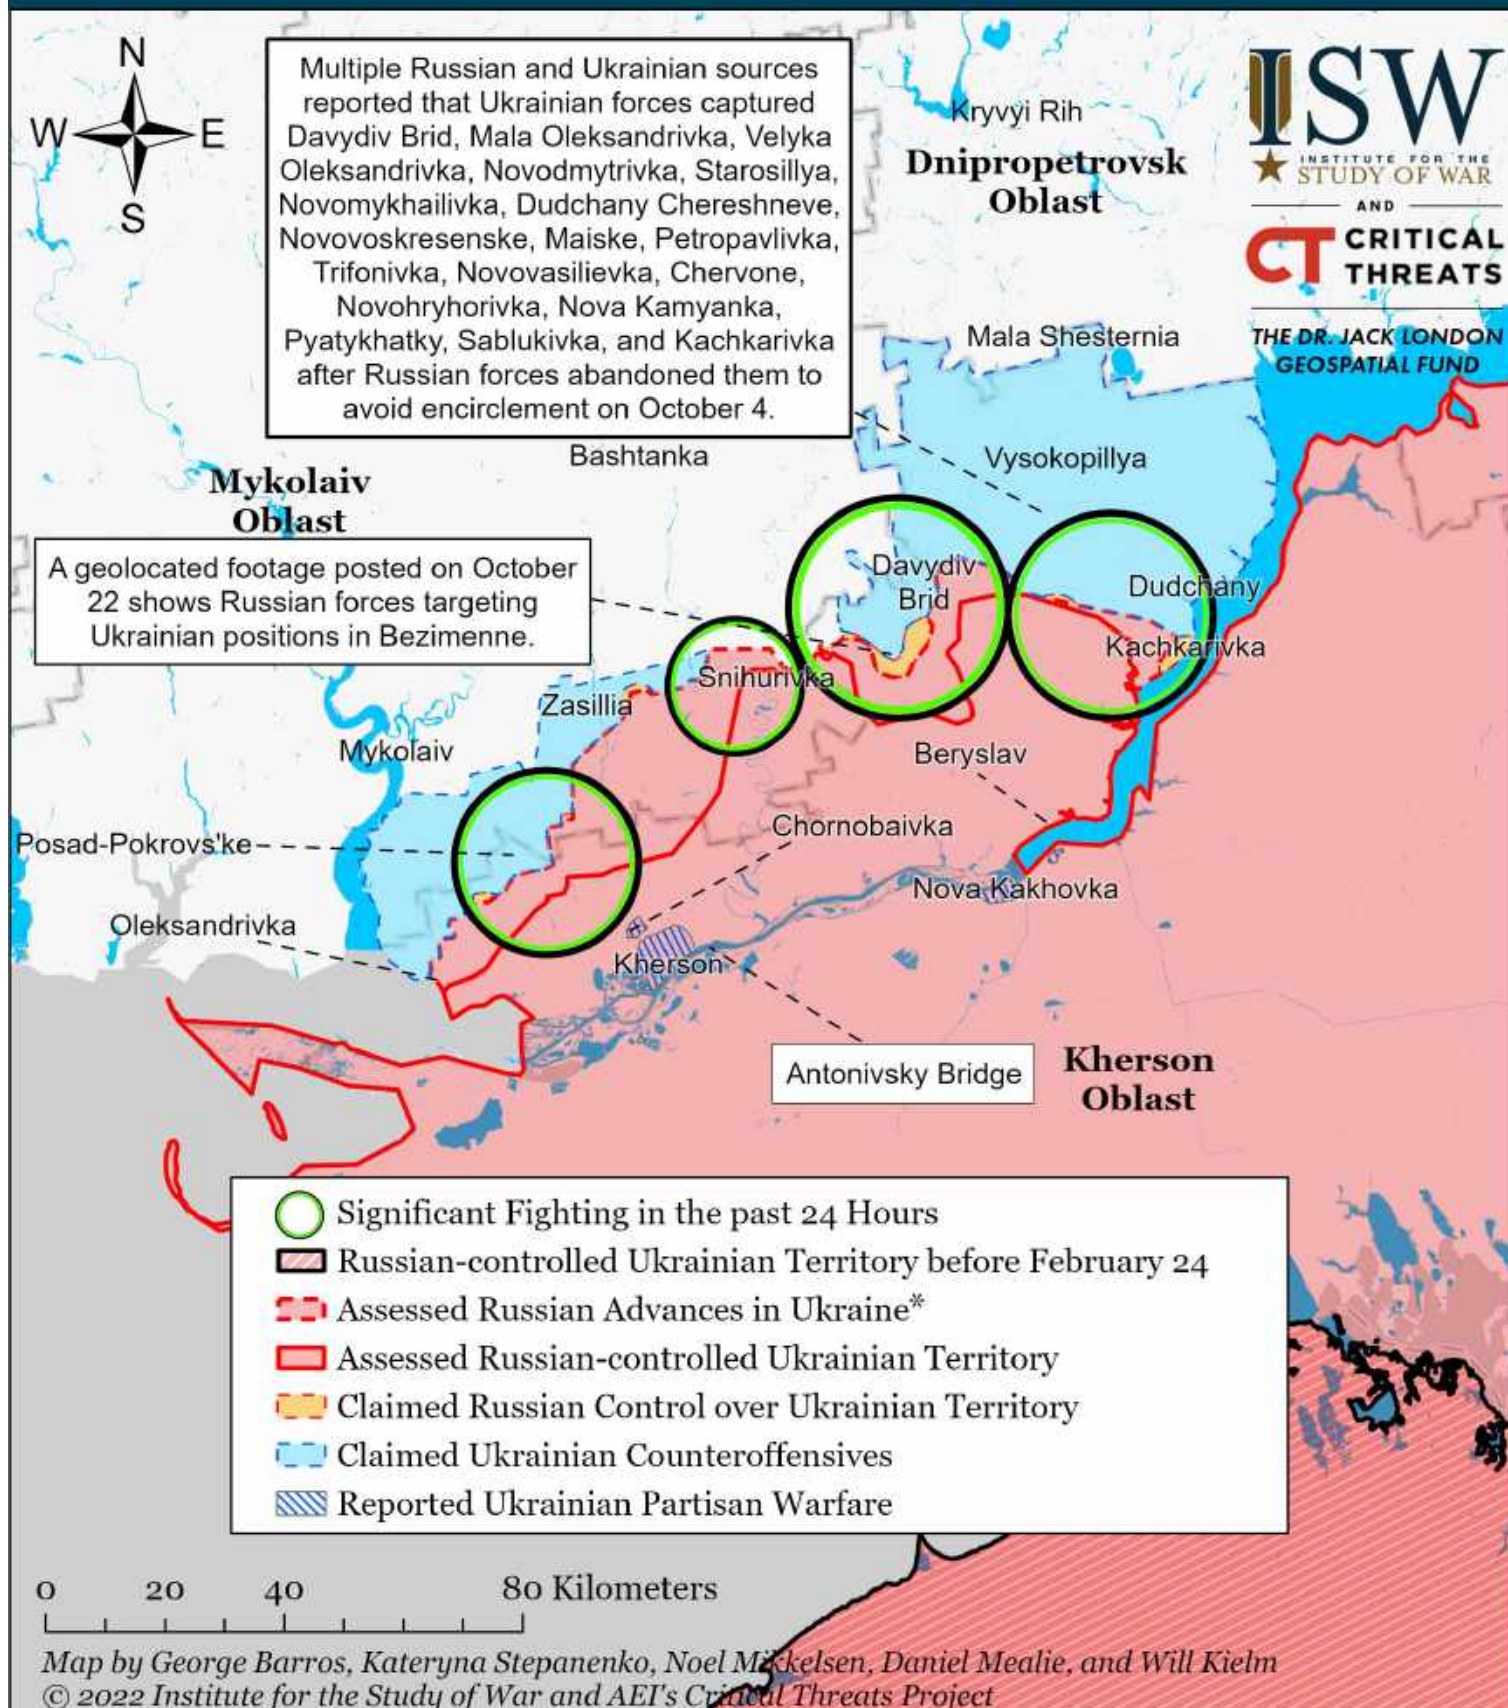 N
W E
S
Multiple Russian and Ukrainian sources
reported that Ukrainian forces captured
Davydiv Brid, Mala Oleksandrivka, Velyka
Oleksandrivka, Novodmytrivka, Starosillya,
Novomykhailivka, Dudchany Chereshneve,
Novovoskresenske, Maiske, Petropavlivka,
Trifonivka, Novovasilievka, Chervone,
Novohryhorivka, Nova Kamyanka,
Pyatykhatky, Sablukivka, and Kachkarivka
after Russian forces abandoned them to
avoid encirclement on October 4.
Kryvyi Rih
Dnipropetrovsk
Oblast
ISW
INSTITUTE FOR THE
STUDY OF WAR
AND
CT CRITICAL
THREATS
THE DR. JACK LONDON
GEOSPATIAL FUND
Mala Shesternia
Bashtanka
Vysokopillya
Mykolaiv
Oblast
A geolocated footage posted on October
22 shows Russian forces targeting
Ukrainian positions in Bezimenne.
Davydiv
Brid
Dudchany
Kachkarivka
Snihurivka
Zasillia
Mykolaiv
Beryslav
Chornobaivka
Posad-Pokrovs'ke
Nova Kakhovka
Oleksandrivka
Kherson
Antonivsky Bridge
Kherson
Oblast
Significant Fighting in the past 24 Hours
Russian-controlled Ukrainian Territory before February 24
Assessed Russian Advances in Ukraine*
Assessed Russian-controlled Ukrainian Territory
Claimed Russian Control over Ukrainian Territory
Claimed Ukrainian Counteroffensives
Reported Ukrainian Partisan Warfare
0 20 40 80 Kilometers
Map by George Barros, Kateryna Stepanenko, Noel Mikkelsen, Daniel Mealie, and Will Kielm
© 2022 Institute for the Study of War and AEI's Critical Threats Project